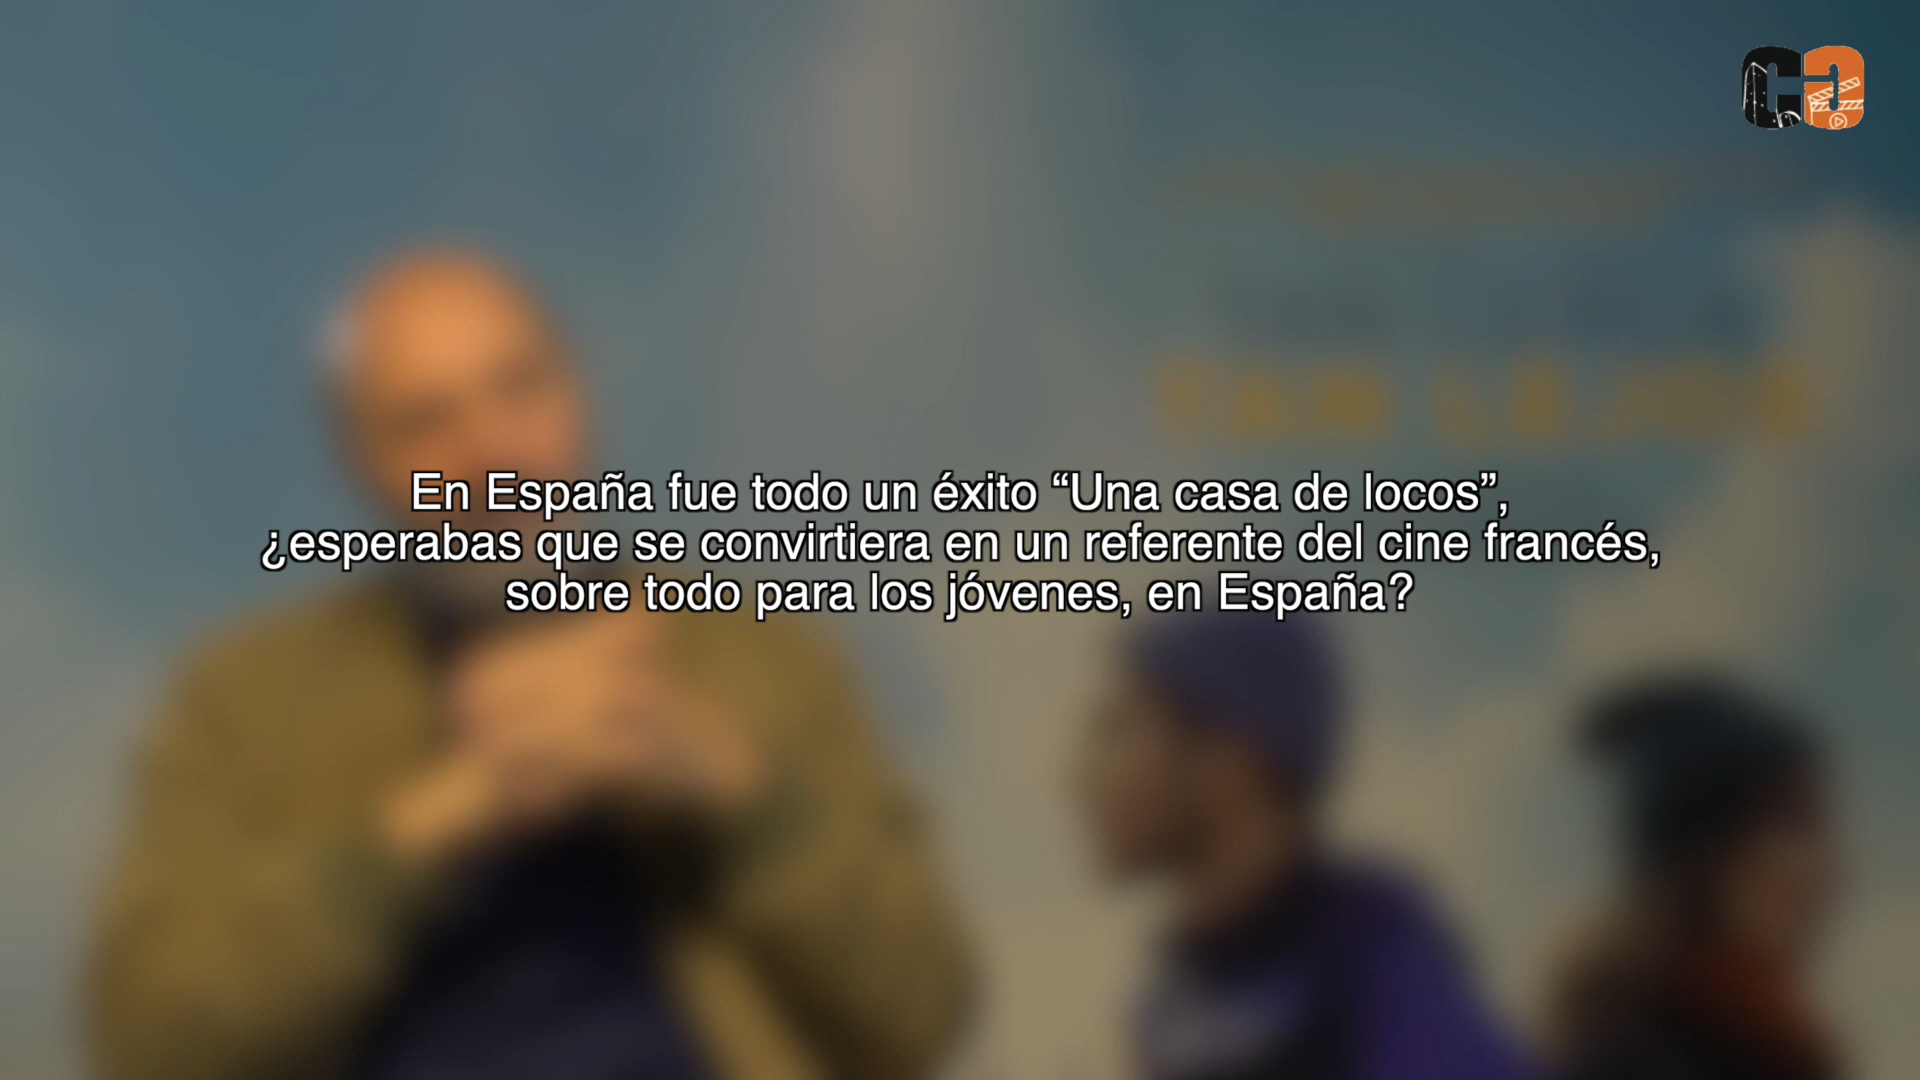 En España fue todo un éxito “Una casa de locos”,
¿esperabas que se convirtiera en un referente del cine francés,
sobre todo para los jóvenes, en España?